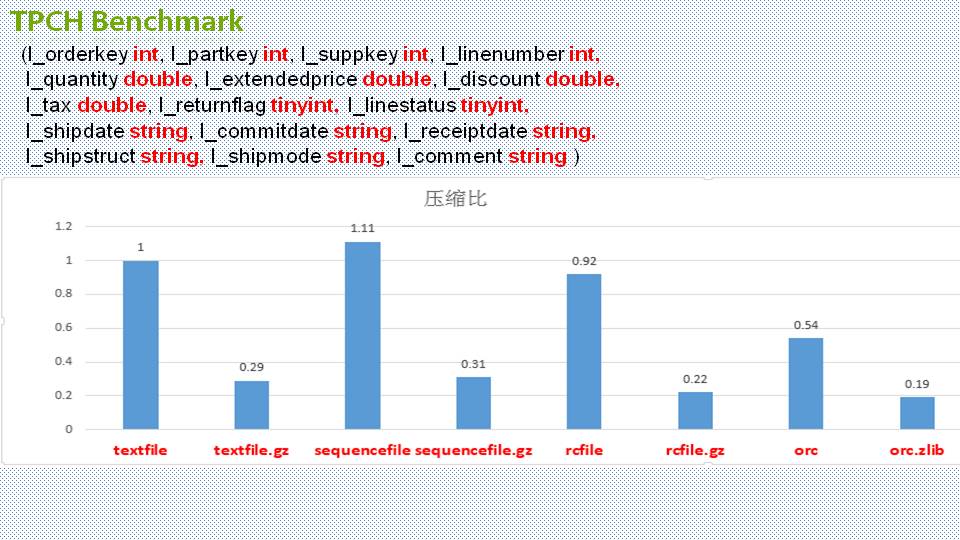 TPCH Benchmark
(l_orderkey int, l_partkey int, l_suppkey int, l_linenumber int,
l_quantity double, l_extendedprice double, l_discount double,
l_tax double, l_returnflag tinyint, l_linestatus tinyint,
l_shipdate string, l_commitdate string, l_receiptdate string,
l_shipstruct string, l_shipmode string, l_comment string )
压缩比
1.2
1
0.8
0.6
0.4
0.2
0
1
0.29
1.11
0.31
0.92
0.22
0.54
0.19
textfile textfile.gz sequencefile sequencefile.gz rcfile rcfile.gz orc orc.zlib